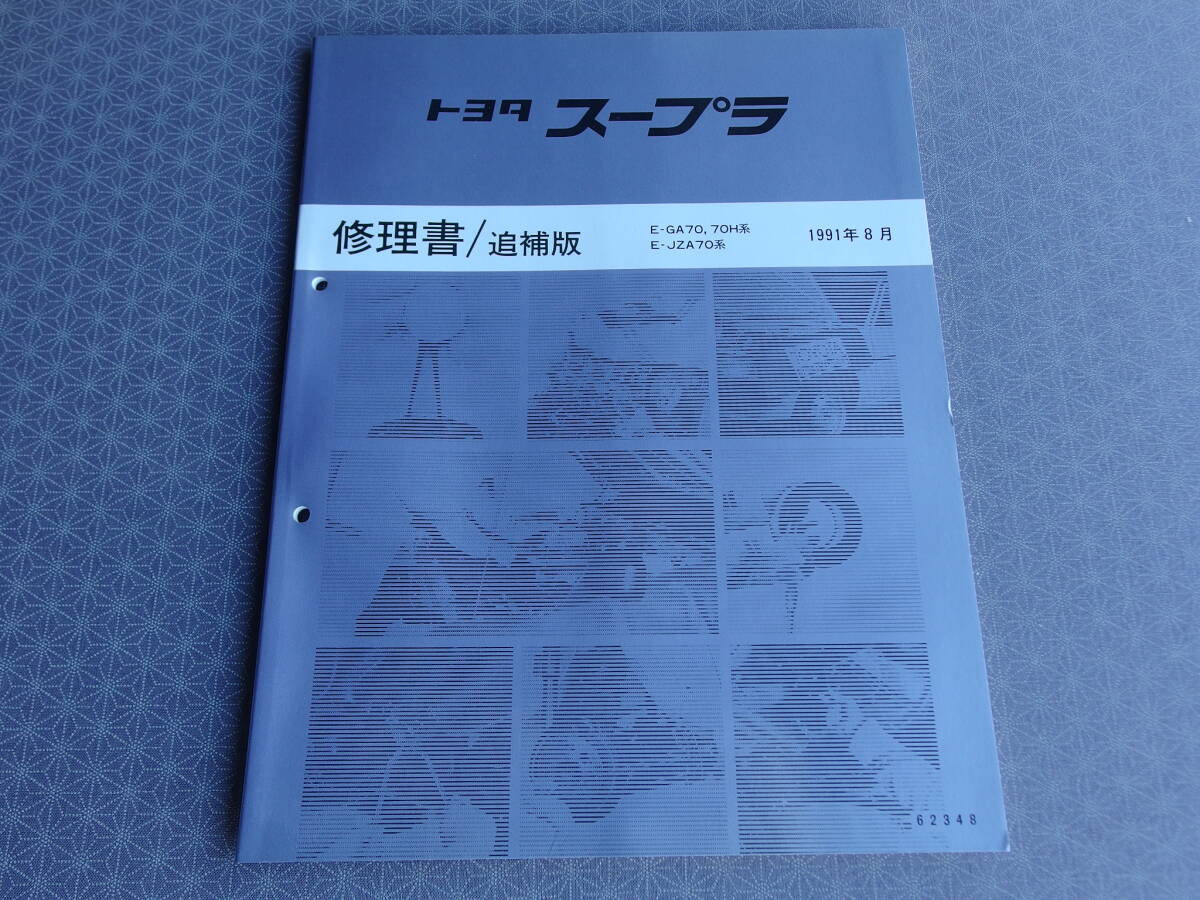 トヨタ スープラ
修理書/追補版
E-GA70, 70H系
E-JZA70系
1991年8月
62348